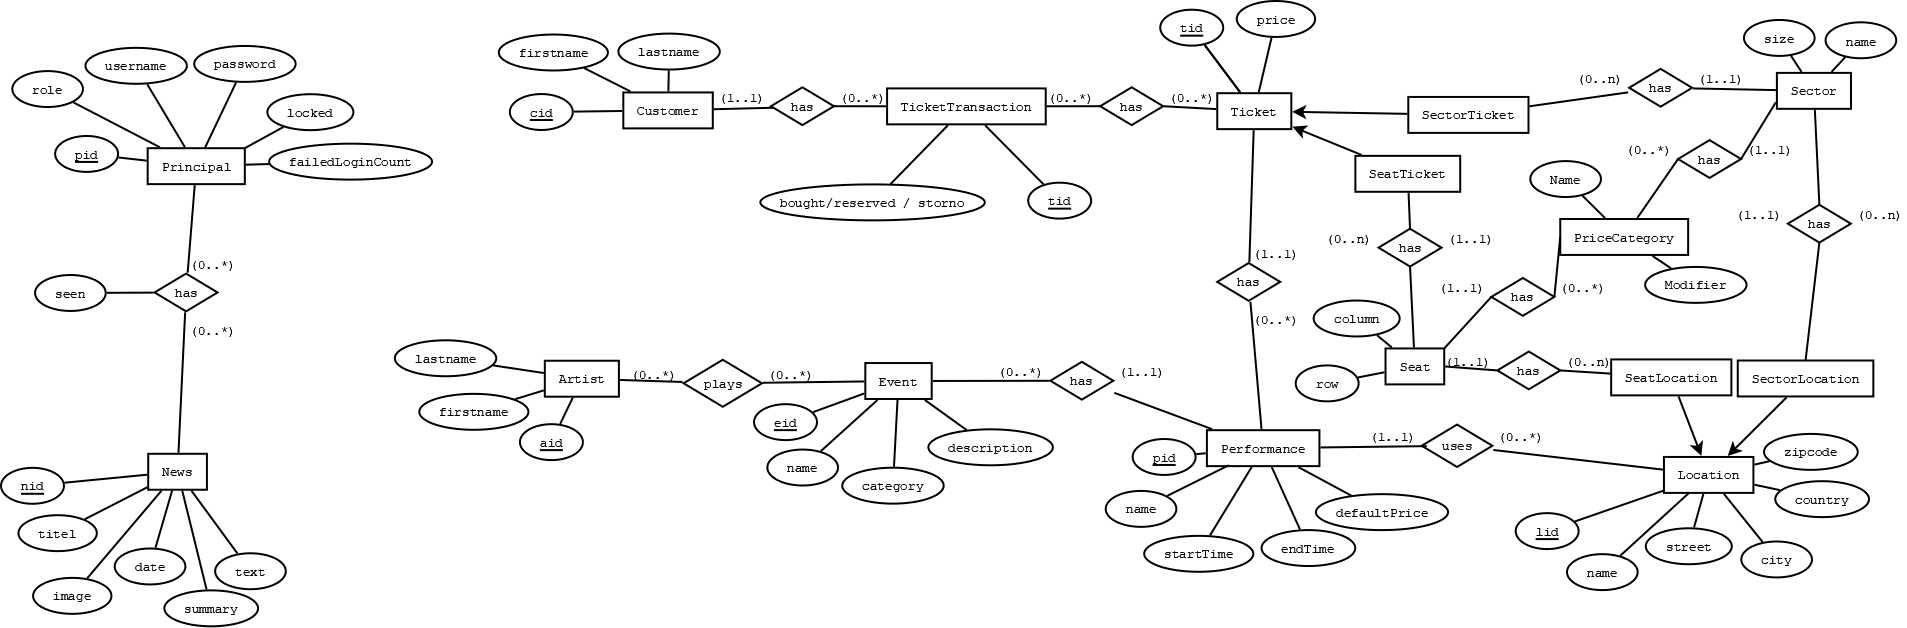 tid
price
size
name
firstname
lastname
username
password
role
locked
cid
Customer
(1..1)
has
(0..*)
TicketTransaction
(0..*)
has
(0..*)
Ticket
SectorTicket
(0..n)
has
(1..1)
Sector
pid
Principal
failedLoginCount
bought/reserved / storno
tid
SeatTicket
(0..*)
has
(1..1)
Name
PriceCategory
Modifier
(0..n)
has
(1..1)
(1..1)
has
(0..n)
(1..1)
has
(0..*)
(1..1)
has
(0..*)
(0..*)
seen
has
(0..*)
column
row
Seat
(1..1)
has
(0..n)
SeatLocation
SectorLocation
lastname
firstname
aid
Artist
(0..*)
plays
(0..*)
Event
(0..*)
has
(1..1)
eid
name
category
description
pid
Performance
(1..1)
uses
(0..*)
Location
zipcode
country
name
startTime
endTime
defaultPrice
lid
name
street
city
News
nid
titel
image
date
summary
text